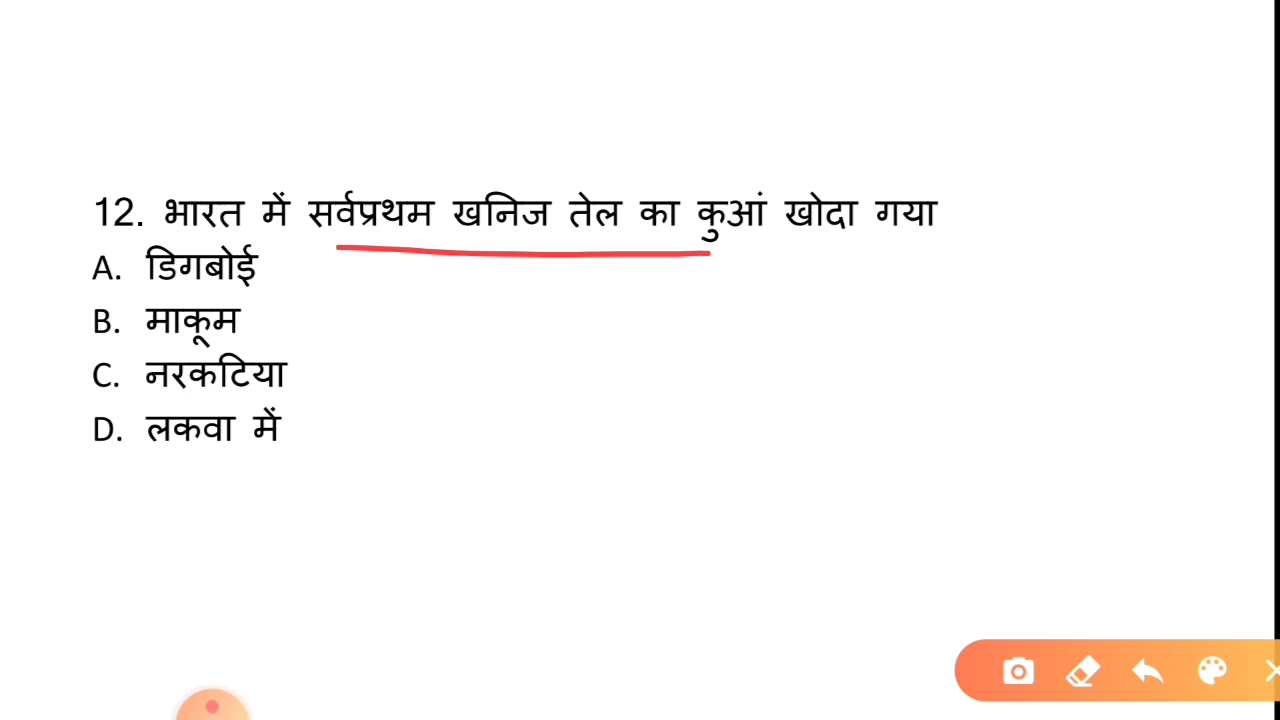 12. भारत में सर्वप्रथम खनिज तेल का कुआं खोदा गया
A. डिगबोई
B. माकूम
C. नरकटिया
D. लकवा में